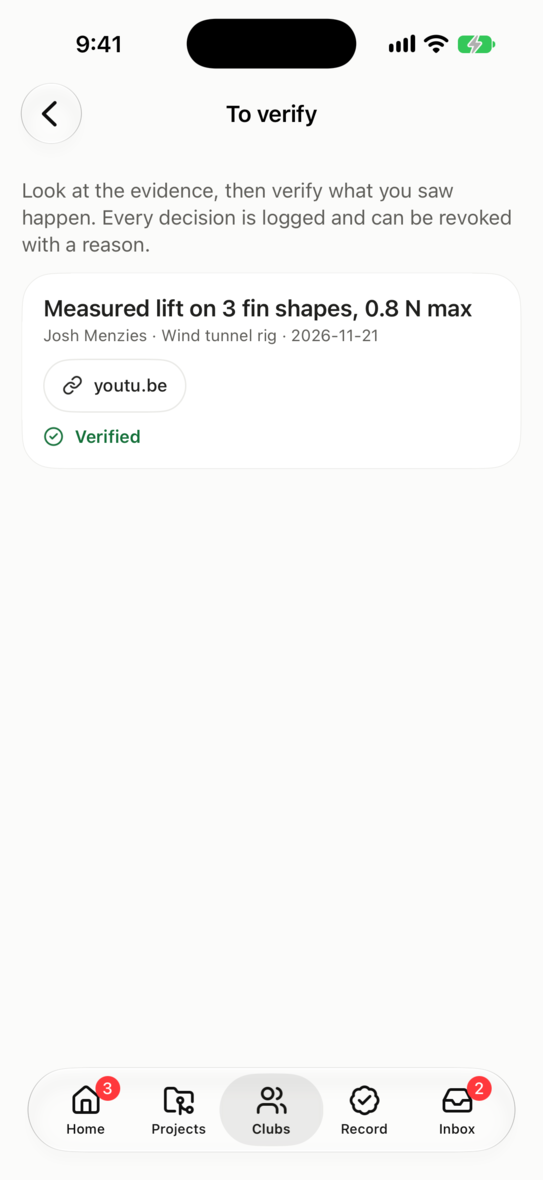 9:41
To verify
Look at the evidence, then verify what you saw
happen. Every decision is logged and can be revoked
with a reason.
Measured lift on 3 fin shapes, 0.8 N max
Josh Menzies · Wind tunnel rig · 2026-11-21
youtu.be
Verified
3
2
Home
Projects
Clubs
Record
Inbox